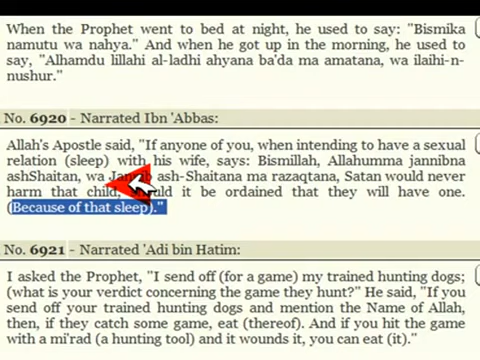 When the Prophet went to bed at night, he used to say: "Bismika
namutu wa nahya." And when he got up in the morning, he used to
say, "Alhamdu lillahi al-ladhi ahyana ba'da ma amatana, wa ilaihi-n-
nushur."
No. 6920 - Narrated Ibn 'Abbas:
Allah's Apostle said, "If anyone of you, when intending to have a sexual
relation (sleep) with his wife, says: Bismillah, Allahumma jannibna
ashShaitan, wa ash-Shaitana ma razaqtana, Satan would never
harm that child, it be ordained that they will have one.
(Because of that sleep)."
No. 6921 - Narrated 'Adi bin Hatim:
I asked the Prophet, "I send off (for a game) my trained hunting dogs;
(what is your verdict concerning the game they hunt?" He said, "If you
send off your trained hunting dogs and mention the Name of Allah,
then, if they catch some game, eat (thereof). And if you hit the game
with a mi'rad (a hunting tool) and it wounds it, you can eat (it)."